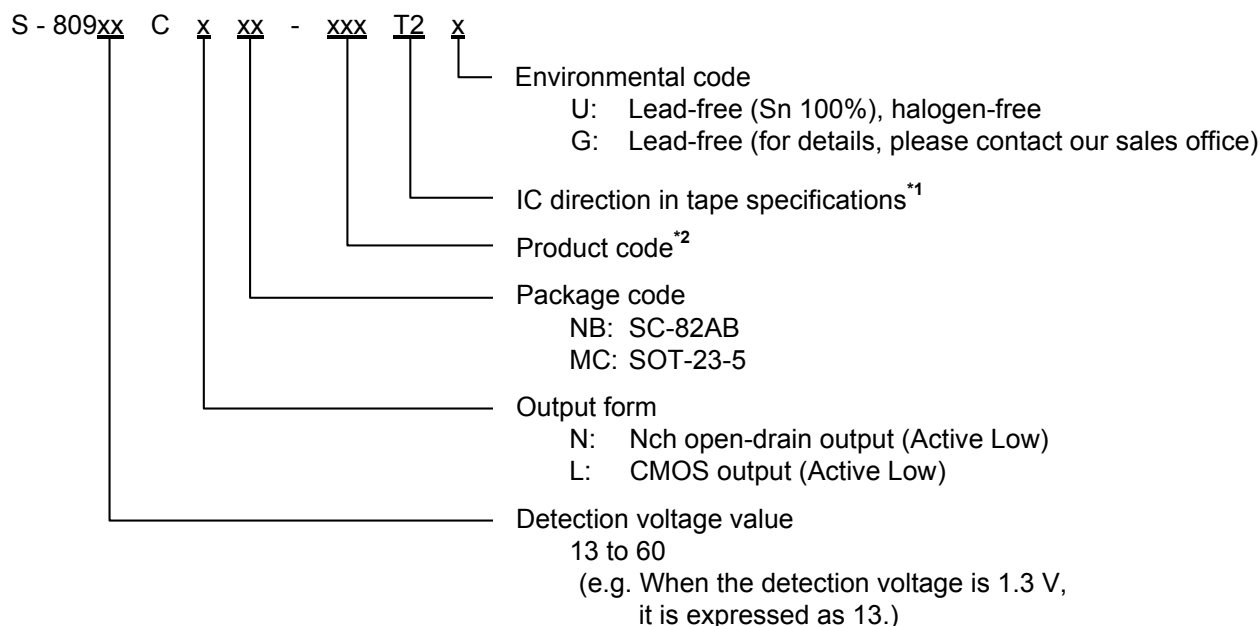 S - 809xx C x xx - xxx T2 x
Environmental code
U: Lead-free (Sn 100%), halogen-free
G: Lead-free (for details, please contact our sales office)
IC direction in tape specifications*1
Product code*2
Package code
NB: SC-82AB
MC: SOT-23-5
Output form
N: Nch open-drain output (Active Low)
L: CMOS output (Active Low)
Detection voltage value
13 to 60
(e.g. When the detection voltage is 1.3 V,
it is expressed as 13.)